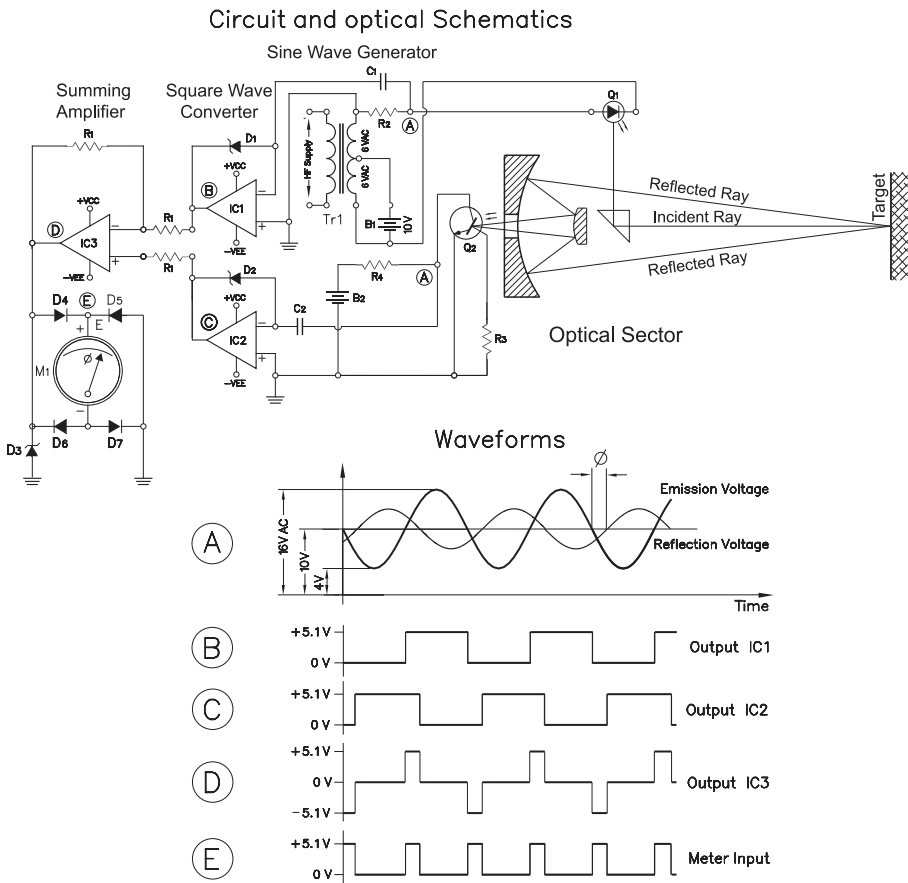 Circuit and optical Schematics
Sine Wave Generator
Summing
Amplifier
Square Wave
Converter
C1
Q1
R1
D1
R2
A
+VCC
+VCC
B
IC1
−
+
−VEE
HF Supply
6 VAC
6 VAC
Tr1
B1
10V
D
IC3
−
+
−VEE
R1
R1
Q2
Reflected Ray
Incident Ray
Reflected Ray
Target
D2
R4
A
B2
+VCC
C
IC2
−
+
−VEE
C2
R3
Optical Sector
D4
E
D5
E
+
Ø
M1
−
D6
D7
D3
Waveforms
Ø
A
16V AC
10V
4V
Emission Voltage
Reflection Voltage
Time
B
+5.1V
0 V
Output IC1
C
+5.1V
0 V
Output IC2
D
+5.1V
0 V
−5.1V
Output IC3
E
+5.1V
0 V
Meter Input